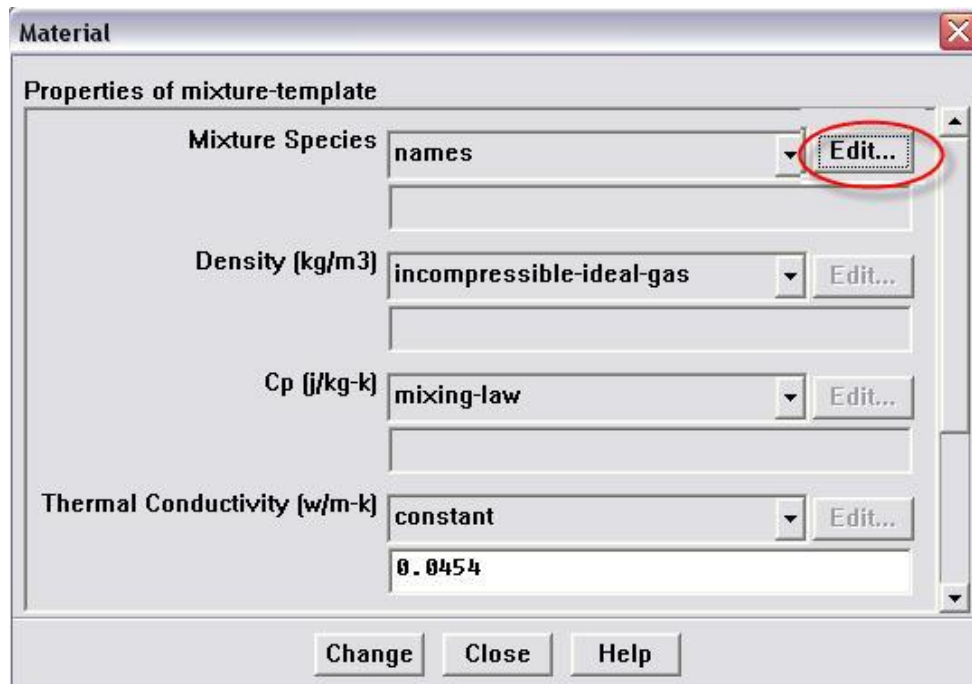 Material
Properties of mixture-template
Mixture Species names Edit...
Density (kg/m3) incompressible-ideal-gas Edit...
Cp (j/kg-k) mixing-law Edit...
Thermal Conductivity (w/m-k) constant Edit...
0.0454
Change Close Help